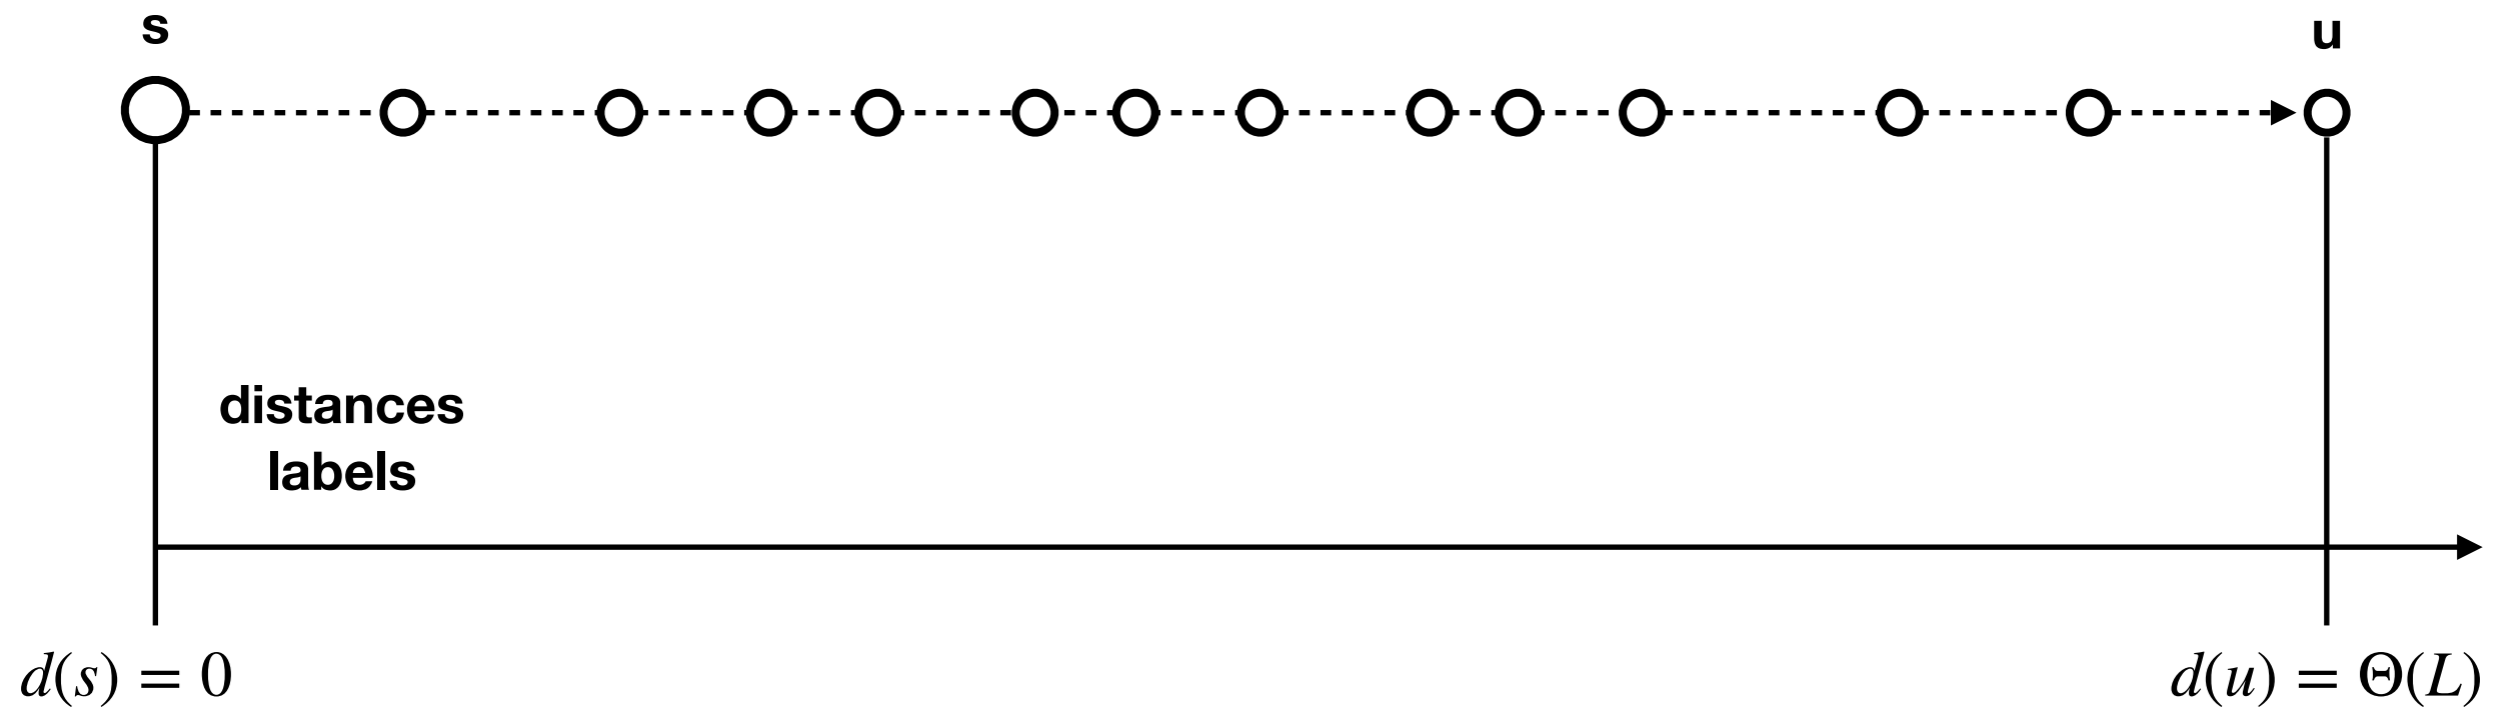 s
u
distances
labels
d(s) = 0
d(u) = Θ(L)